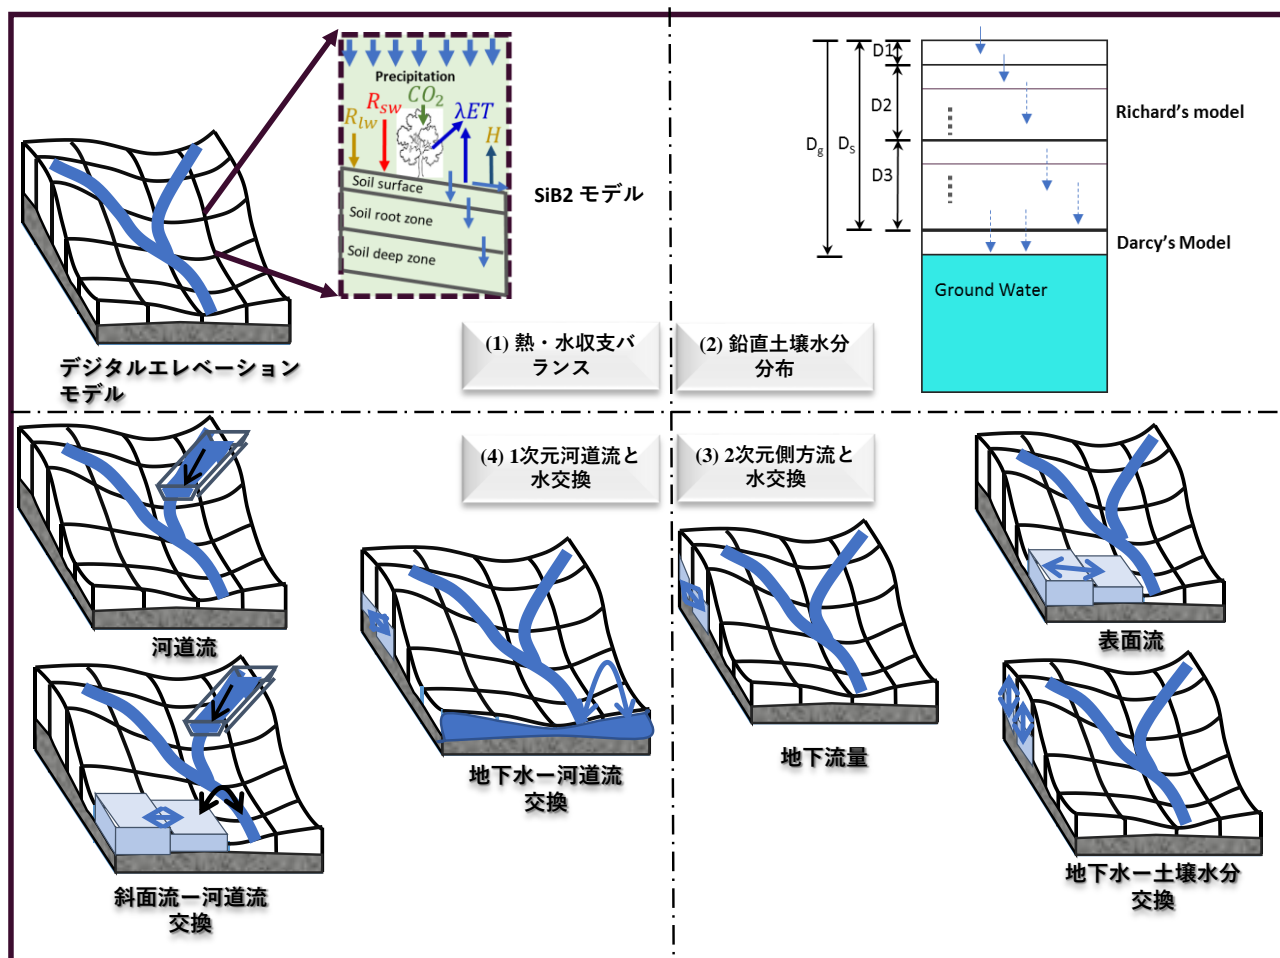 Precipitation
CO₂
R_sw
R_lw
λET
H
Soil surface
Soil root zone
Soil deep zone
SiB2 モデル
デジタルエレベーション
モデル
(1) 熱・水収支バ
ランス
D1
D2
D3
D_g
D_s
Richard's model
Darcy's Model
Ground Water
(2) 鉛直土壌水分
分布
(4) 1次元河道流と
水交換
河道流
地下水ー河道流
交換
斜面流ー河道流
交換
(3) 2次元側方流と
水交換
表面流
地下流量
地下水ー土壌水分
交換